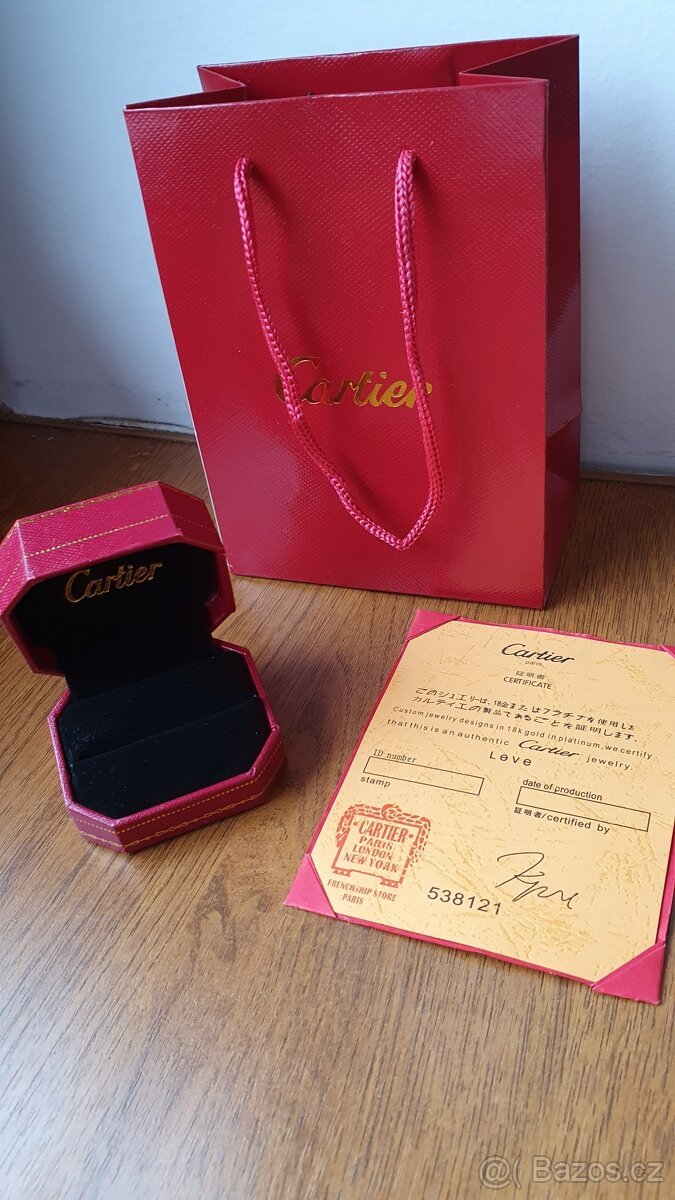 Cartier
Cartier
Cartier
paris
証明書
CERTIFICATE
このジュエリーは、18金またはプラチナを使用した
カルティエの製品であることを証明します。
Custom jewelry designs in 18k gold in platinum, we certify
that this is an authentic Cartier jewelry.
Leve
ID number
date of production
stamp
証明者/certified by
CARTIER
PARIS
LONDON
NEW YORK
FRENCHSHIP STORE
PARIS
538121
@( Bazos.cz